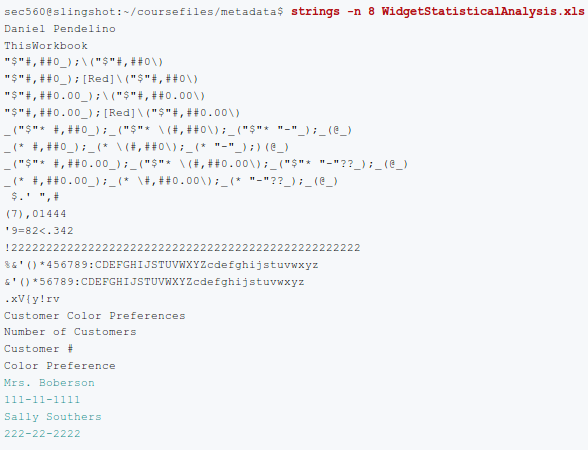 sec560@slingshot:~/coursefiles/metadata$ strings -n 8 WidgetStatisticalAnalysis.xls
Daniel Pendelino
ThisWorkbook
"$"#,##0_);\("$"#,##0\)
"$"#,##0_);[Red]\("$"#,##0\)
"$"#,##0.00_);\("$"#,##0.00\)
"$"#,##0.00_);[Red]\("$"#,##0.00\)
_("$"* #,##0_);_("$"* \(#,##0\);_("$"* "-"_);_(@_)
_(* #,##0_);_(* \(#,##0\);_(* "-"_);)(@_)
_("$"* #,##0.00_);_("$"* \(#,##0.00\);_("$"* "-"??_);_(@_)
_(* #,##0.00_);_(* \#,##0.00\);_(* "-"??_);_(@_)
$.' ",#
(7),01444
'9=82<.342
!22222222222222222222222222222222222222222222222222
%&'()*456789:CDEFGHIJSTUVWXYZcdefghijstuvwxyz
&'()*56789:CDEFGHIJSTUVWXYZcdefghijstuvwxyz
.xV{y!rv
Customer Color Preferences
Number of Customers
Customer #
Color Preference
Mrs. Boberson
111-11-1111
Sally Southers
222-22-2222